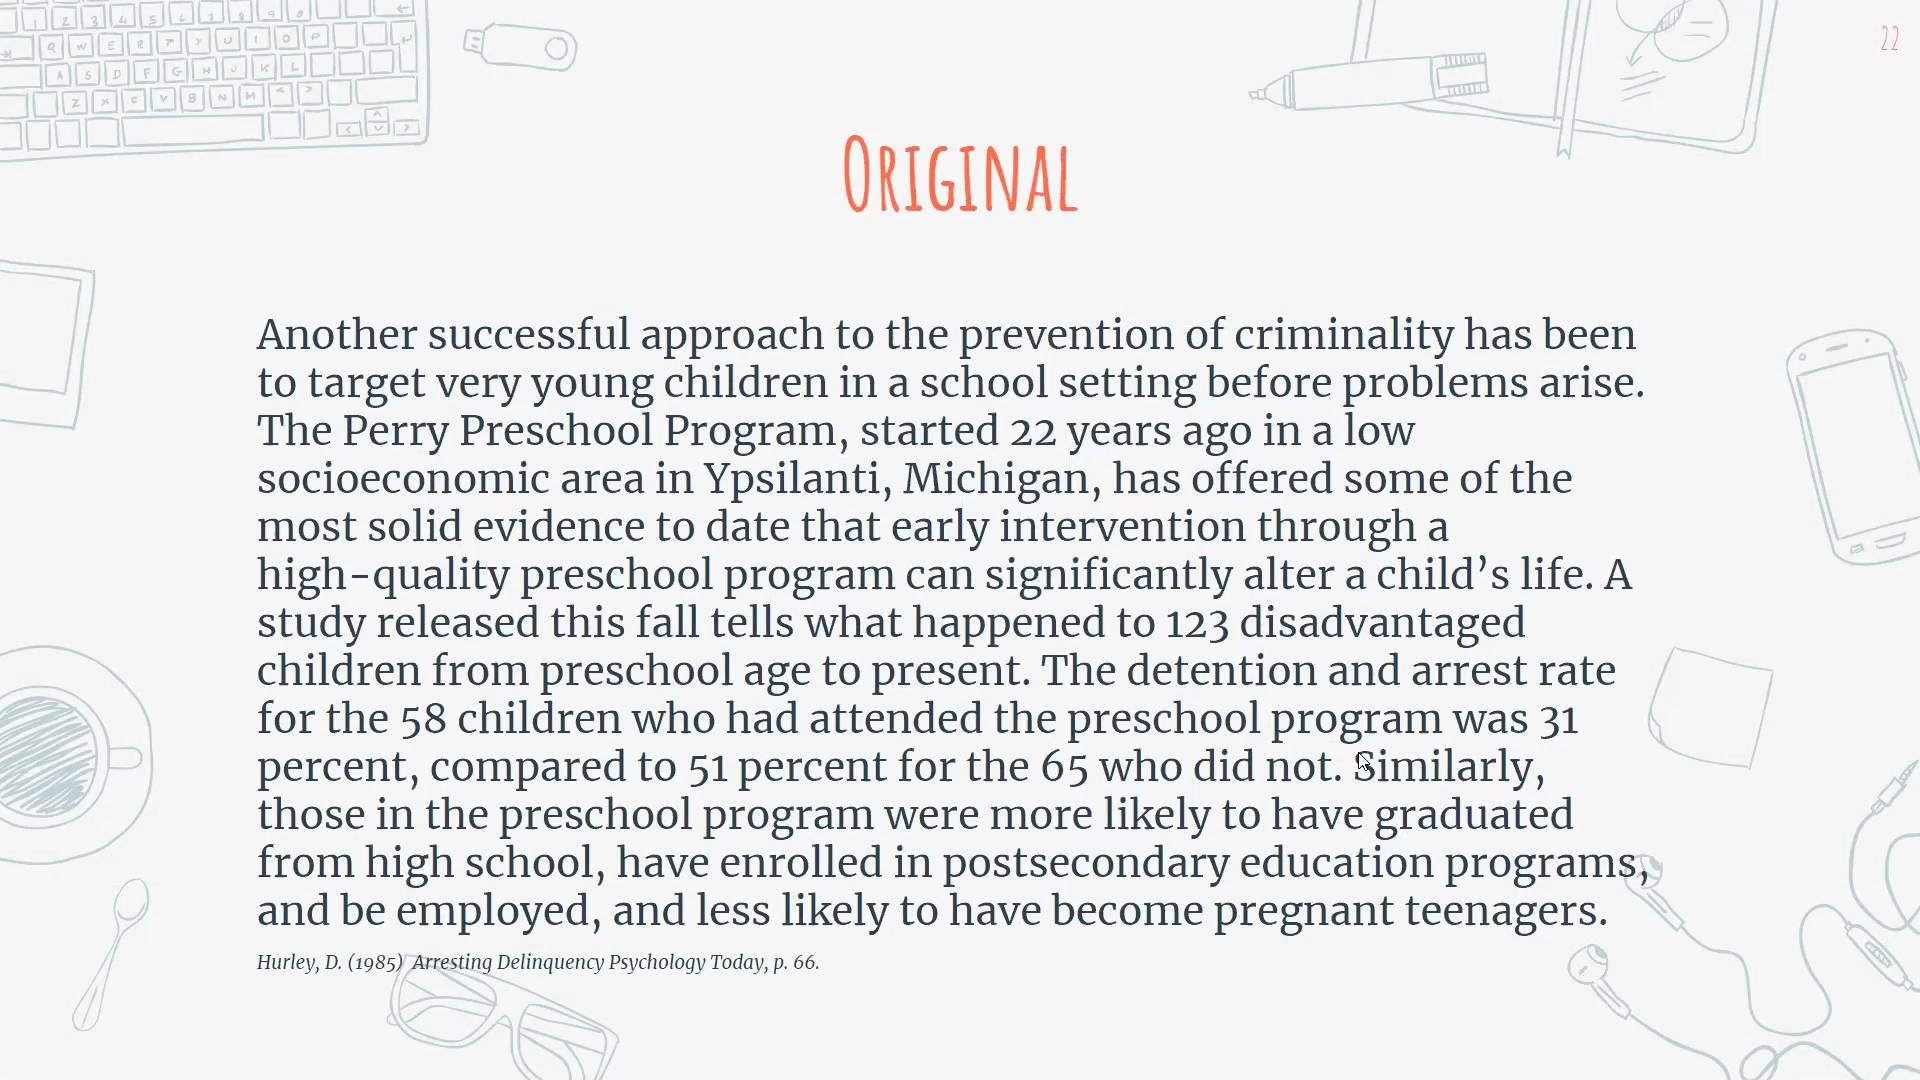 22
Original
Another successful approach to the prevention of criminality has been
to target very young children in a school setting before problems arise.
The Perry Preschool Program, started 22 years ago in a low
socioeconomic area in Ypsilanti, Michigan, has offered some of the
most solid evidence to date that early intervention through a
high-quality preschool program can significantly alter a child’s life. A
study released this fall tells what happened to 123 disadvantaged
children from preschool age to present. The detention and arrest rate
for the 58 children who had attended the preschool program was 31
percent, compared to 51 percent for the 65 who did not. Similarly,
those in the preschool program were more likely to have graduated
from high school, have enrolled in postsecondary education programs,
and be employed, and less likely to have become pregnant teenagers.
Hurley, D. (1985) Arresting Delinquency Psychology Today, p. 66.